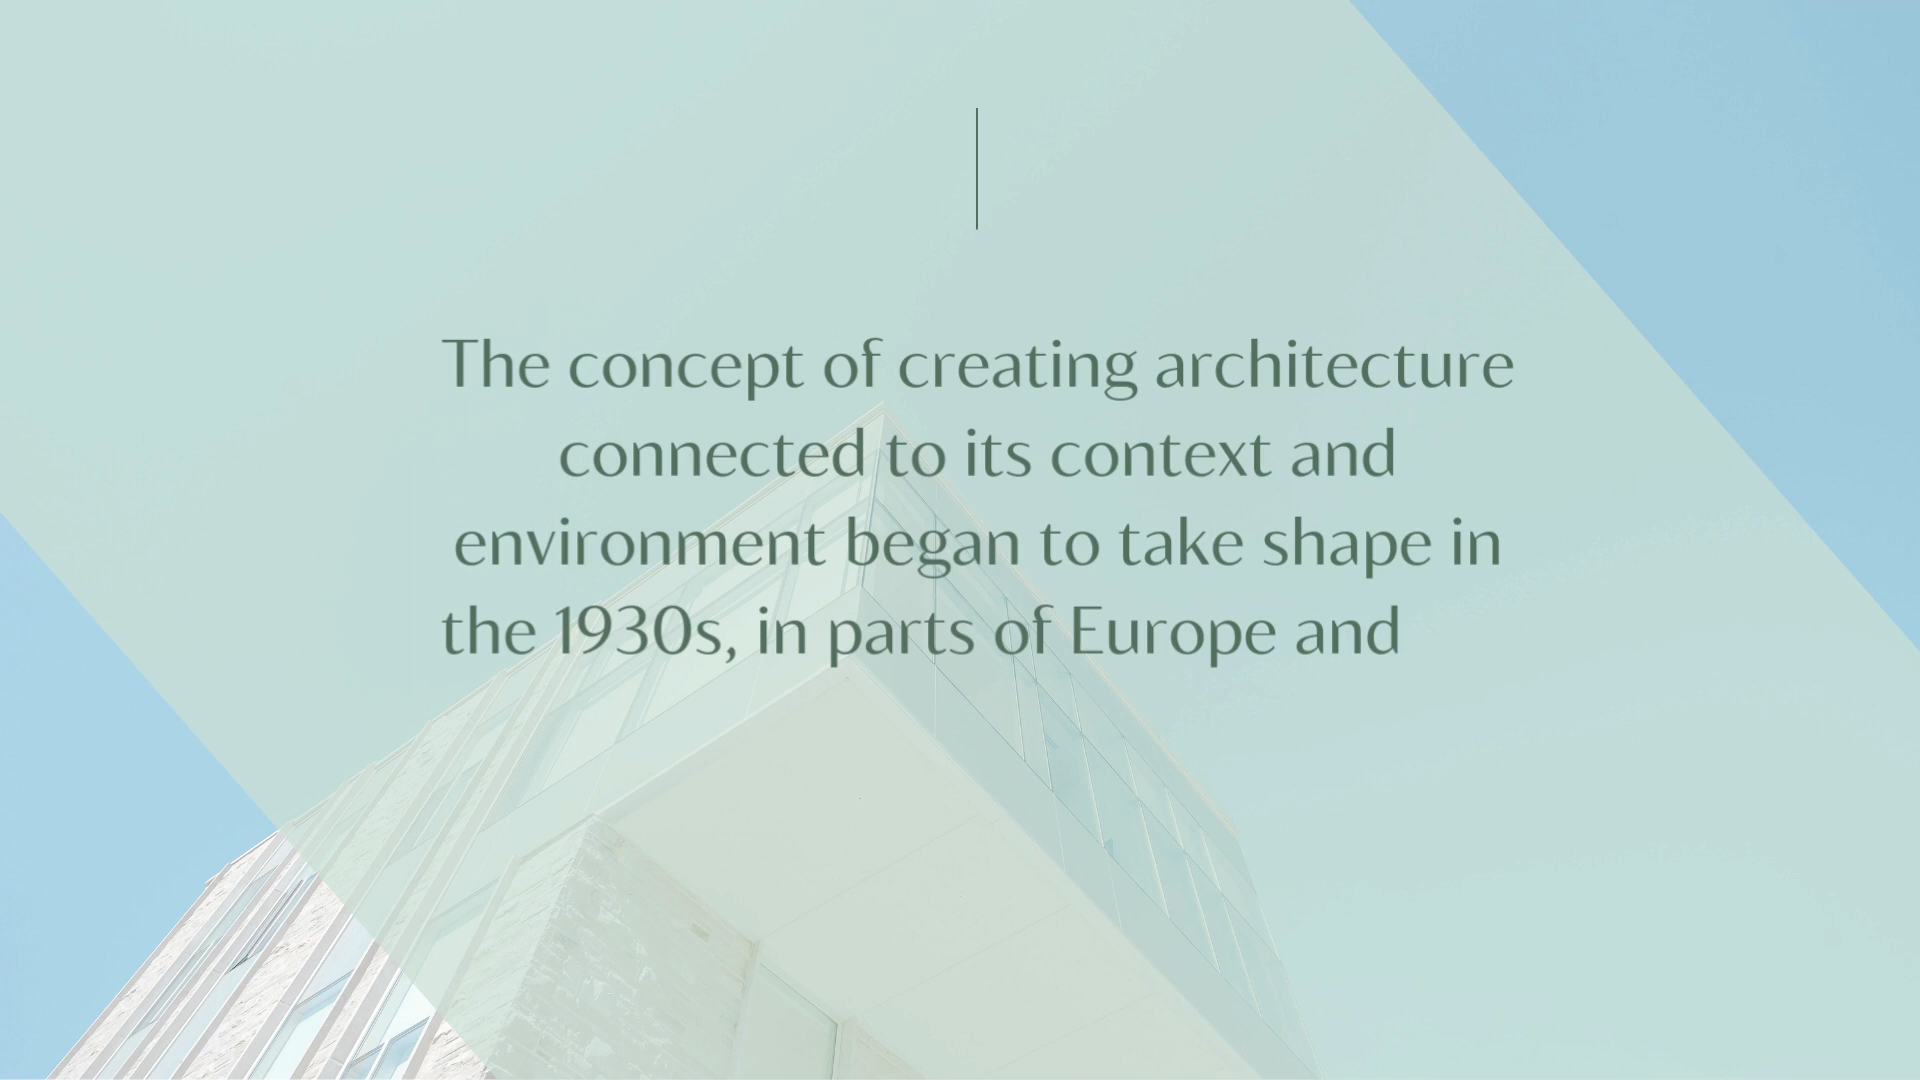 The concept of creating architecture
connected to its context and
environment began to take shape in
the 1930s, in parts of Europe and